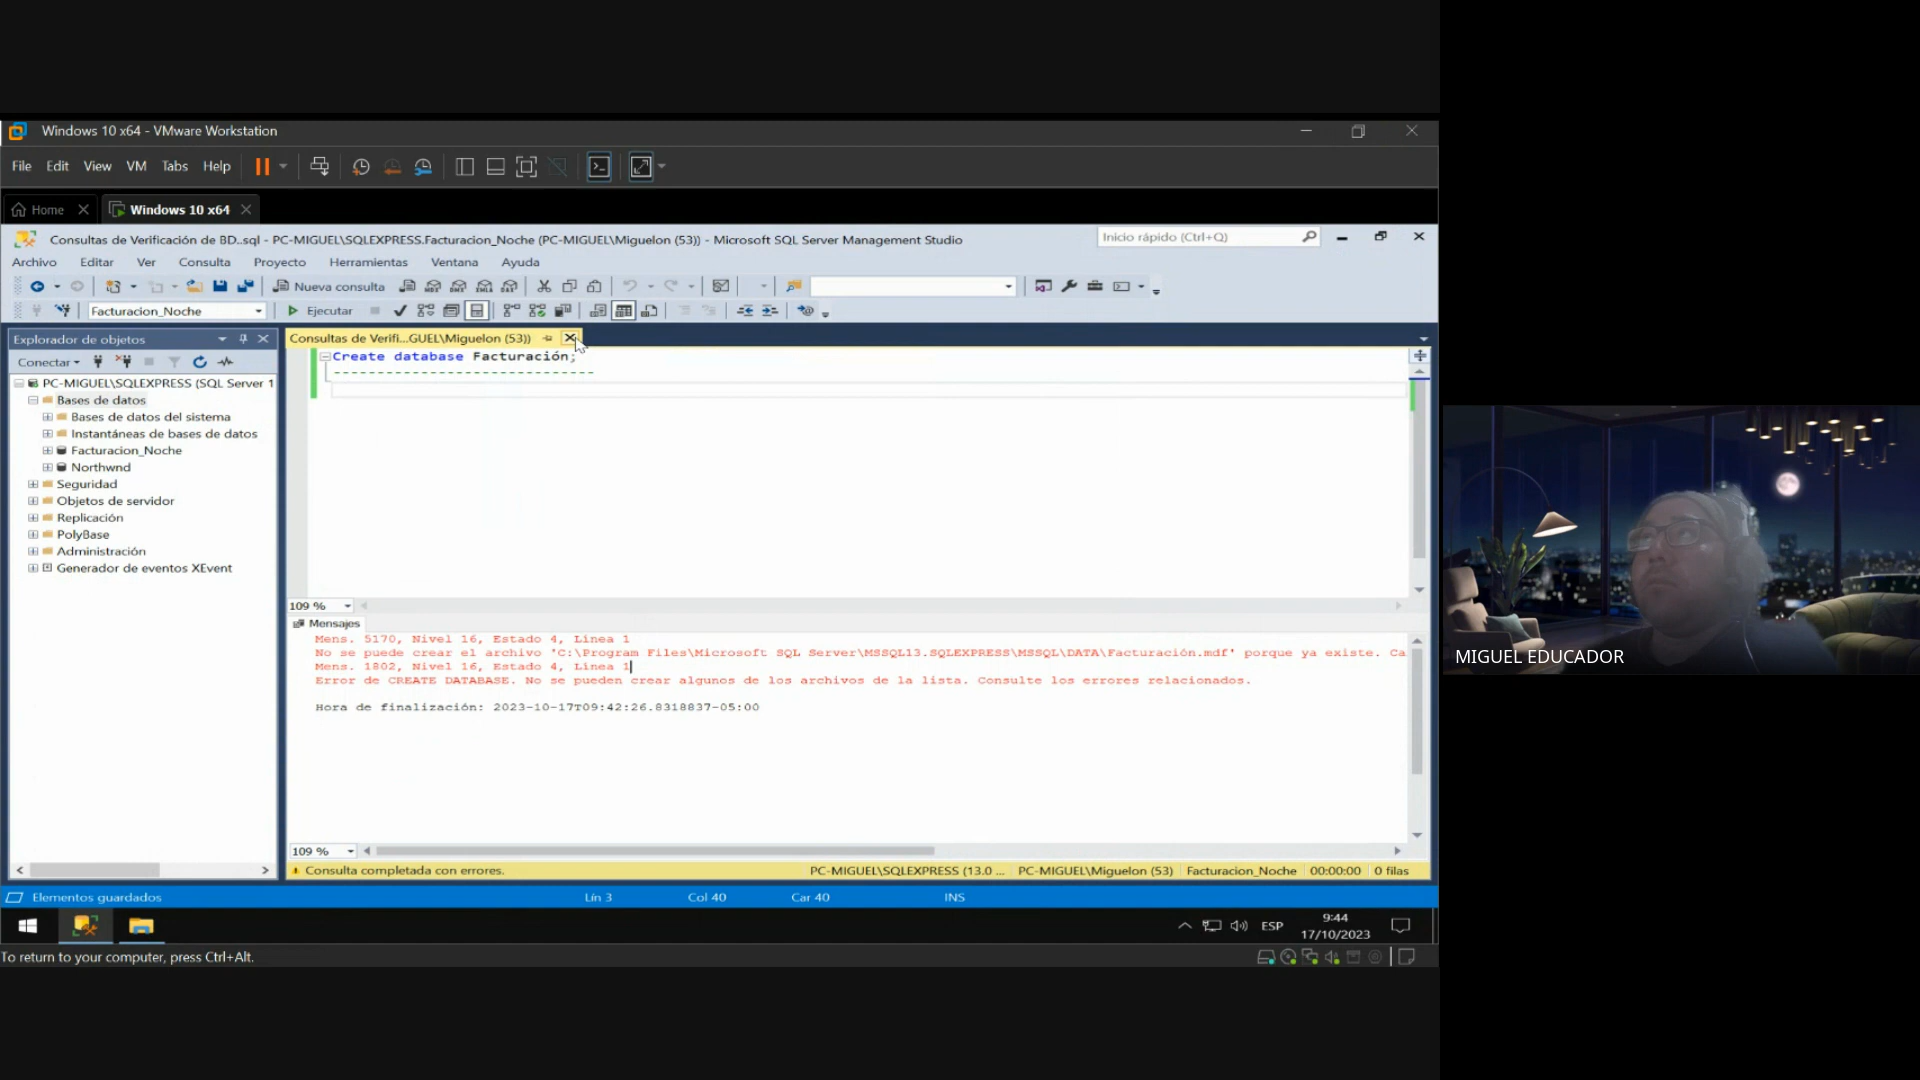 Windows 10 x64 - VMware Workstation
File Edit View VM Tabs Help
Home Windows 10 x64
Consultas de Verificación de BD..sql - PC-MIGUEL\SQLEXPRESS.Facturacion_Noche (PC-MIGUEL\Miguelon (53)) - Microsoft SQL Server Management Studio
Inicio rápido (Ctrl+Q)
Archivo Editar Ver Consulta Proyecto Herramientas Ventana Ayuda
Nueva consulta
Facturacion_Noche Ejecutar
Explorador de objetos
Conectar
PC-MIGUEL\SQLEXPRESS (SQL Server 1
Bases de datos
Bases de datos del sistema
Instantáneas de bases de datos
Facturacion_Noche
Northwnd
Seguridad
Objetos de servidor
Replicación
PolyBase
Administración
Generador de eventos XEvent
Consultas de Verifi...GUEL\Miguelon (53))
Create database Facturación;
------------------------------
109 %
Mensajes
Mens. 5170, Nivel 16, Estado 4, Línea 1
No se puede crear el archivo 'C:\Program Files\Microsoft SQL Server\MSSQL13.SQLEXPRESS\MSSQL\DATA\Facturación.mdf' porque ya existe. Ca
Mens. 1802, Nivel 16, Estado 4, Línea 1
Error de CREATE DATABASE. No se pueden crear algunos de los archivos de la lista. Consulte los errores relacionados.
Hora de finalización: 2023-10-17T09:42:26.8318837-05:00
109 %
Consulta completada con errores. PC-MIGUEL\SQLEXPRESS (13.0 ... PC-MIGUEL\Miguelon (53) Facturacion_Noche 00:00:00 0 filas
Elementos guardados Lín 3 Col 40 Car 40 INS
ESP
9:44
17/10/2023
To return to your computer, press Ctrl+Alt.
MIGUEL EDUCADOR